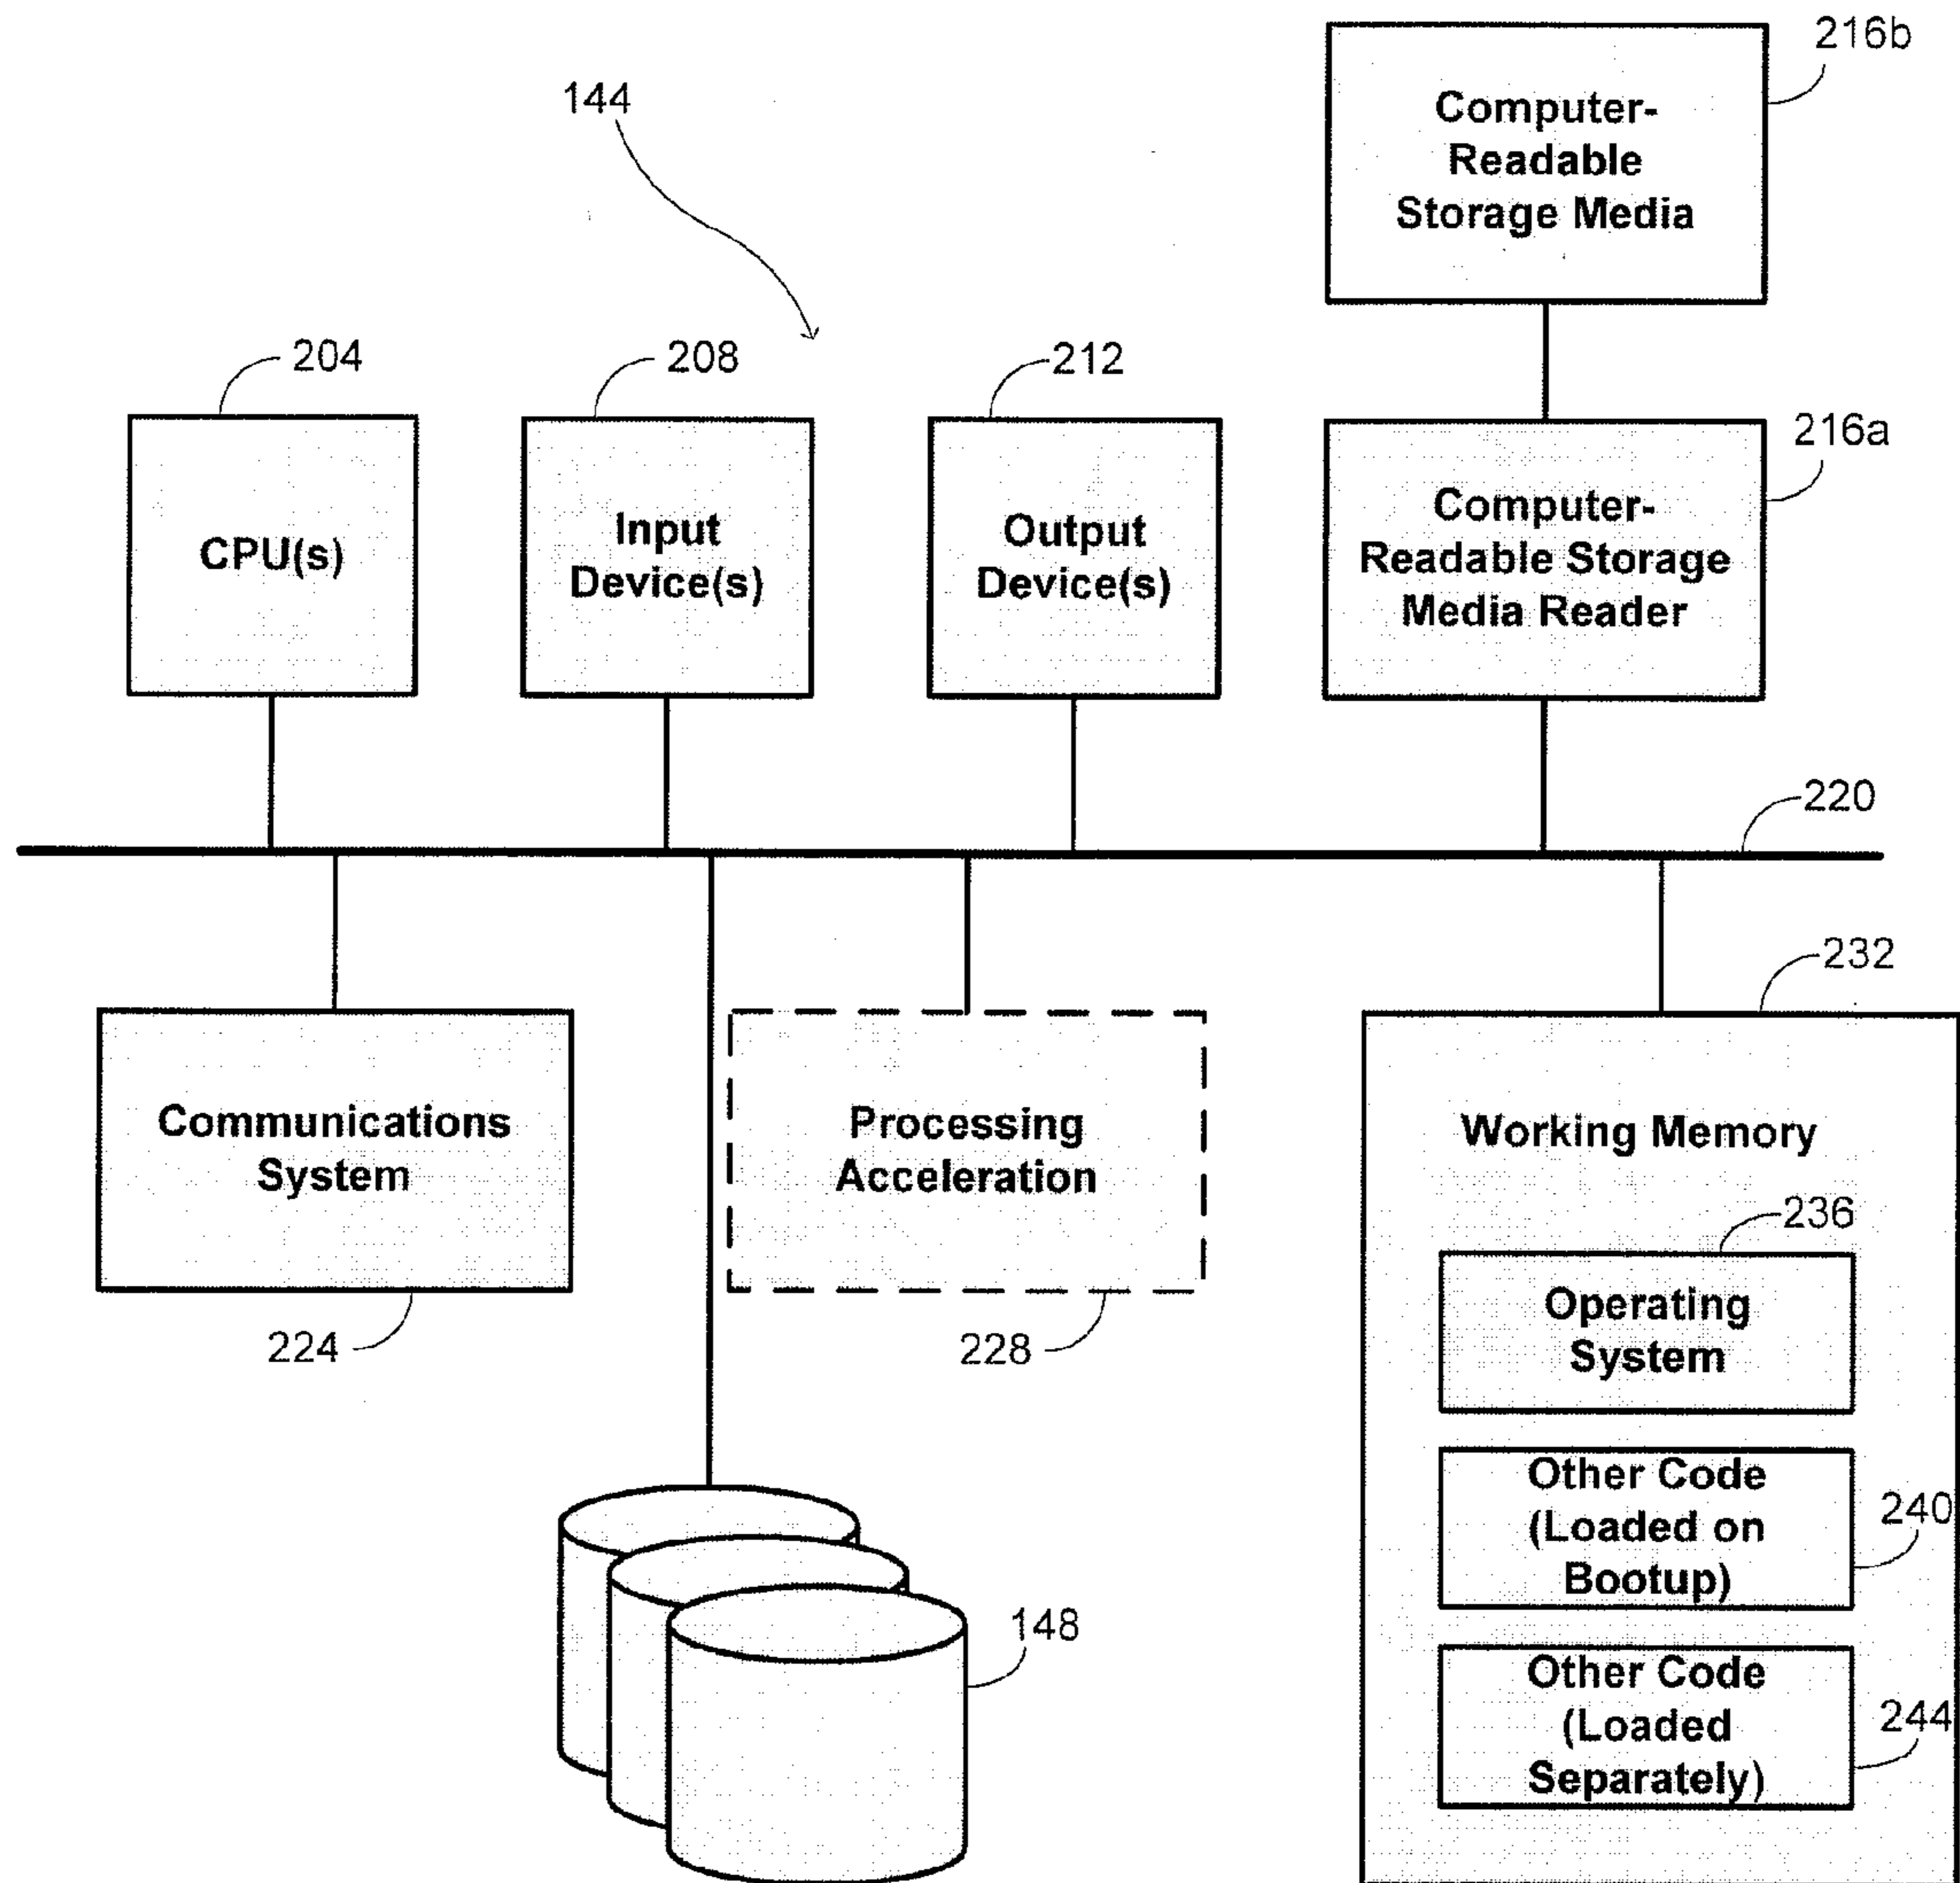 216b
Computer-
Readable
Storage Media
144
204
208
212
216a
CPU(s)
Input
Device(s)
Output
Device(s)
Computer-
Readable Storage
Media Reader
220
232
Communications
System
Processing
Acceleration
Working Memory
224
228
236
Operating
System
Other Code
(Loaded on
Bootup)
240
148
Other Code
(Loaded
Separately)
244